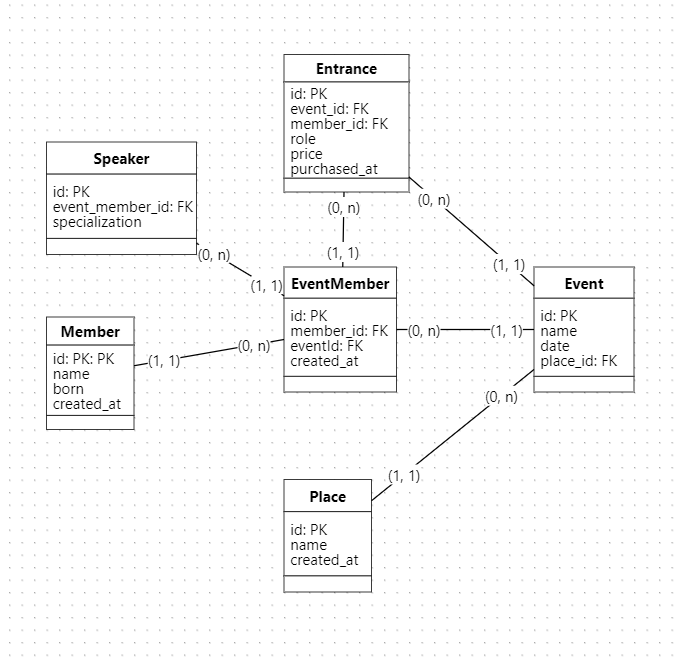 Entrance
id: PK
event_id: FK
member_id: FK
role
price
purchased_at
Speaker
id: PK
event_member_id: FK
specialization
(0, n)
(0, n)
(0, n)
(1, 1)
(1, 1)
(1, 1)
EventMember
id: PK
member_id: FK
eventId: FK
created_at
Event
id: PK
name
date
place_id: FK
Member
id: PK: PK
name
born
created_at
(1, 1)
(0, n)
(0, n)
(1, 1)
(0, n)
(1, 1)
Place
id: PK
name
created_at